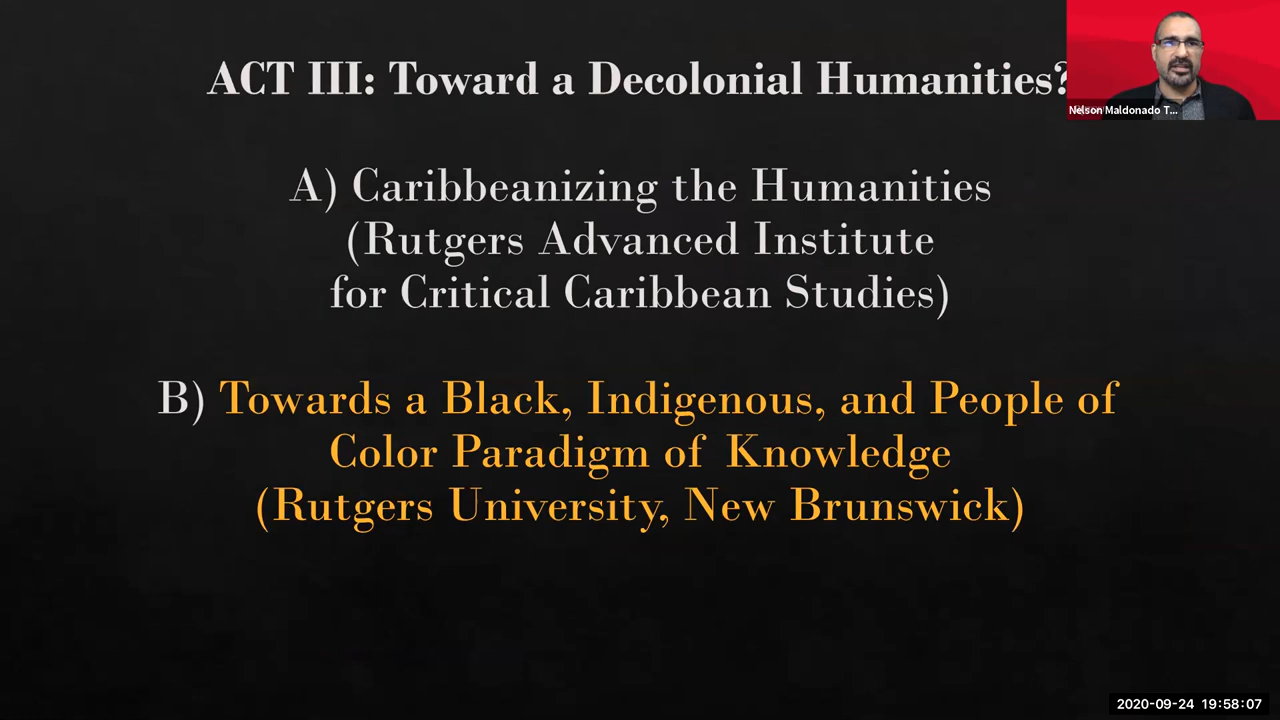 ACT III: Toward a Decolonial Humanities?
Nelson Maldonado T...
A) Caribbeanizing the Humanities
(Rutgers Advanced Institute
for Critical Caribbean Studies)
B) Towards a Black, Indigenous, and People of
Color Paradigm of Knowledge
(Rutgers University, New Brunswick)
2020-09-24 19:58:07